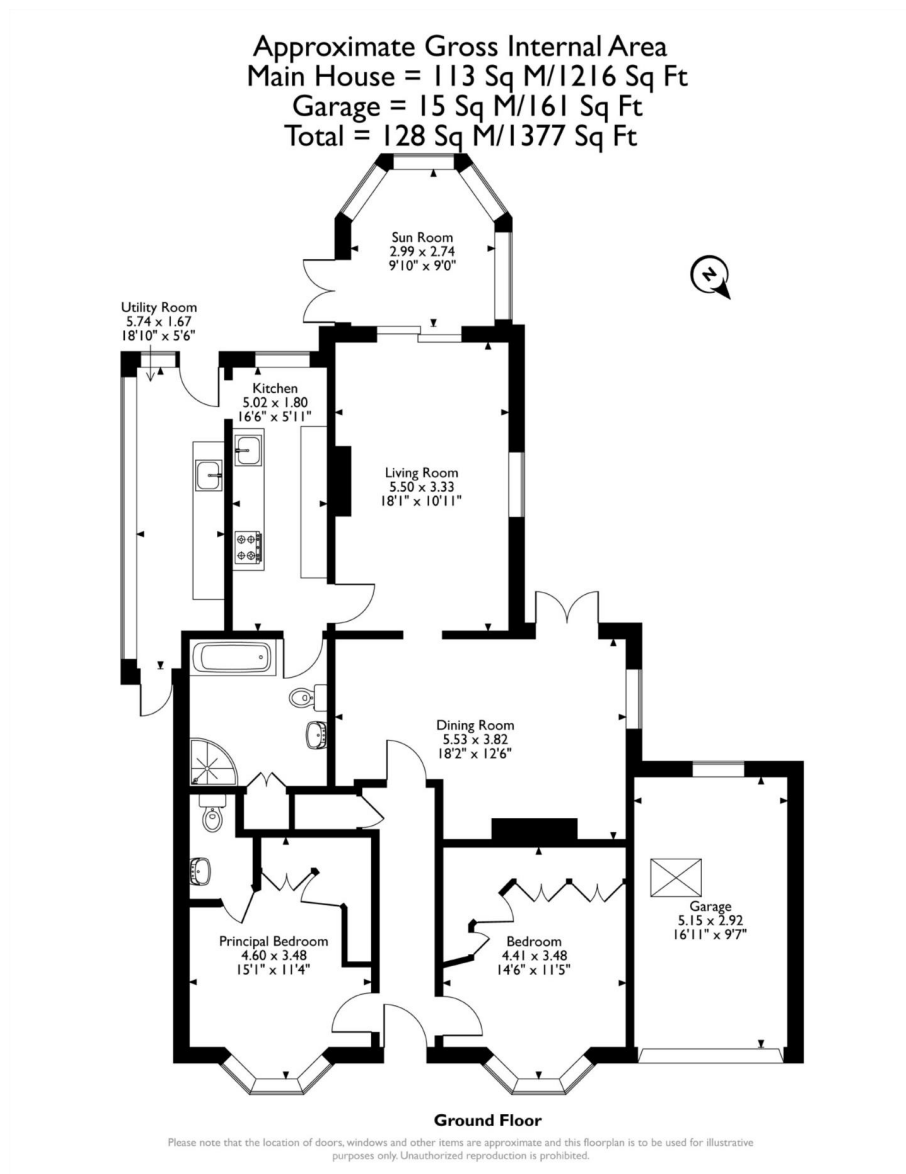 Approximate Gross Internal Area
Main House = 113 Sq M/1216 Sq Ft
Garage = 15 Sq M/161 Sq Ft
Total = 128 Sq M/1377 Sq Ft
Sun Room
2.99 x 2.74
9'10" x 9'0"
N
Utility Room
5.74 x 1.67
18'10" x 5'6"
Kitchen
5.02 x 1.80
16'6" x 5'11"
Living Room
5.50 x 3.33
18'1" x 10'11"
Dining Room
5.53 x 3.82
18'2" x 12'6"
Garage
5.15 x 2.92
16'11" x 9'7"
Principal Bedroom
4.60 x 3.48
15'1" x 11'4"
Bedroom
4.41 x 3.48
14'6" x 11'5"
Ground Floor
Please note that the location of doors, windows and other items are approximate and this floorplan is to be used for illustrative
purposes only. Unauthorized reproduction is prohibited.